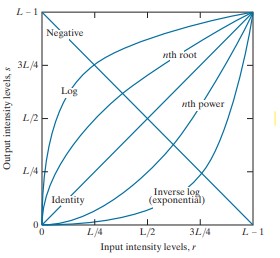 L − 1
Negative
nth root
3L/4
Log
nth power
L/2
Output intensity levels, s
L/4
Inverse log
(exponential)
Identity
0
0
L/4
L/2
3L/4
L − 1
Input intensity levels, r